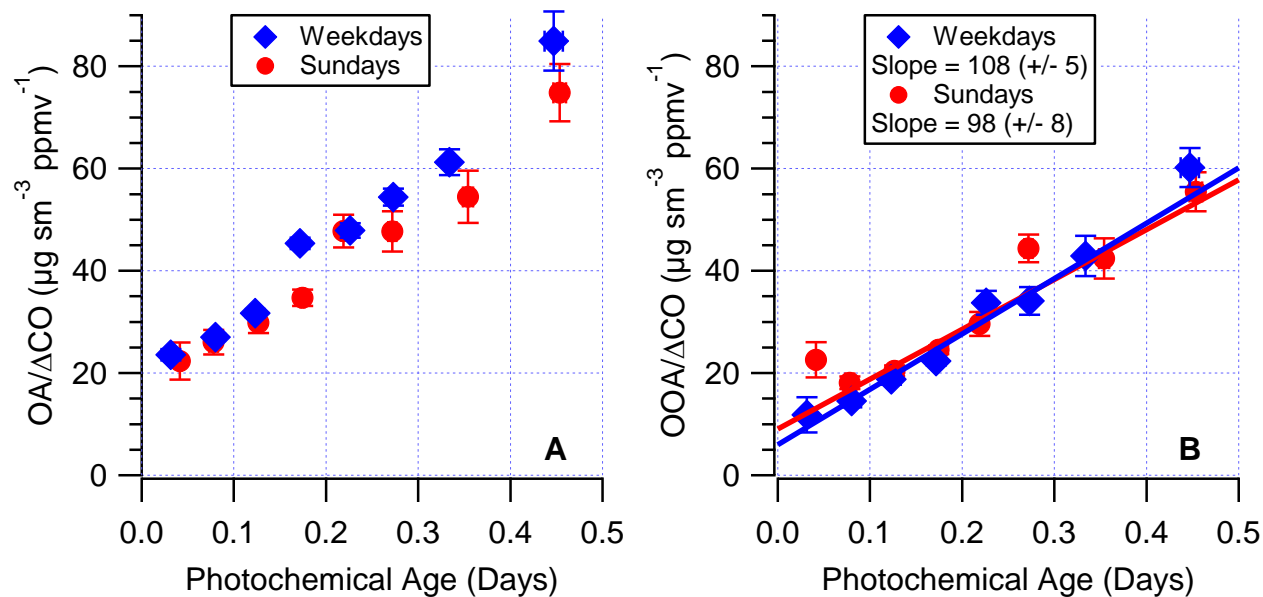 Weekdays
Sundays
OA/ΔCO (µg sm⁻³ ppmv⁻¹)
80
60
40
20
0
A
0.0 0.1 0.2 0.3 0.4 0.5
Photochemical Age (Days)
Weekdays
Slope = 108 (+/- 5)
Sundays
Slope = 98 (+/- 8)
OOA/ΔCO (µg sm⁻³ ppmv⁻¹)
80
60
40
20
0
B
0.0 0.1 0.2 0.3 0.4 0.5
Photochemical Age (Days)